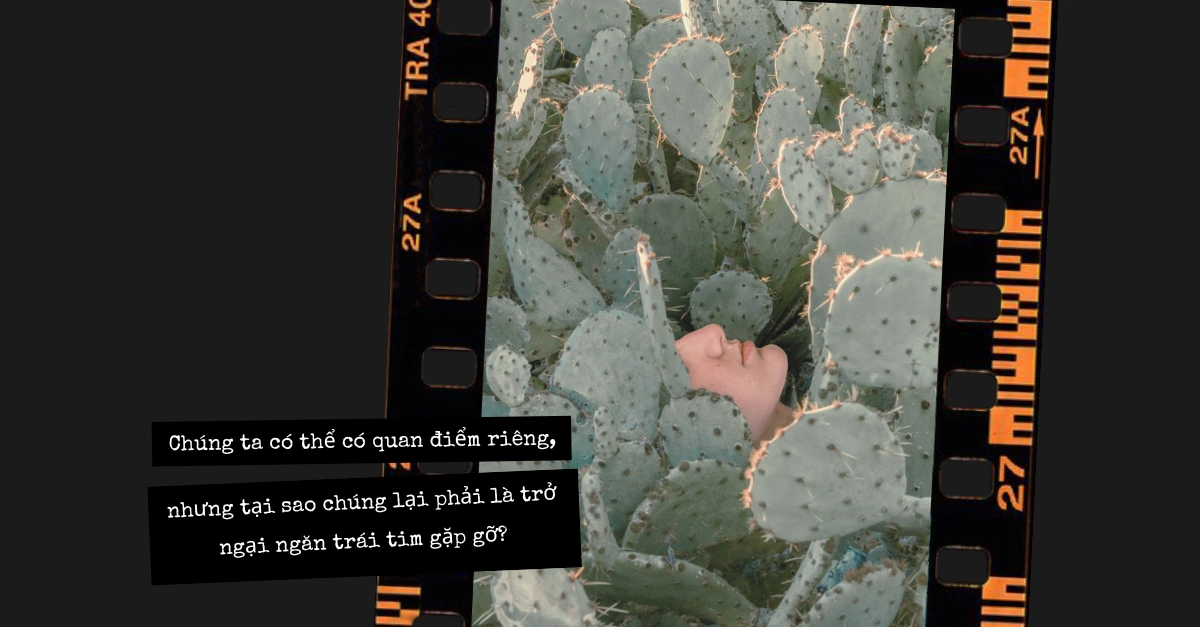 TRA 40
27A
27A
27
Chúng ta có thể có quan điểm riêng,
nhưng tại sao chúng lại phải là trở
ngại ngăn trái tim gặp gỡ?